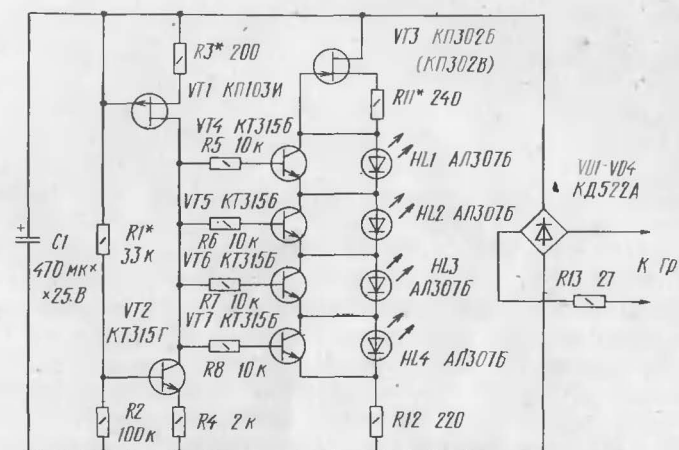 R3* 200
VT1 КП103И
VT3 КП302Б
(КП302В)
R11* 240
VT4 КТ315Б
R5 10к
HL1 АЛ307Б
VD1-VD4
КД522А
VT5 КТ315Б
R6 10к
HL2 АЛ307Б
C1
470 мк×
×25В
R1*
33к
VT6 КТ315Б
R7 10к
HL3
АЛ307Б
К Гр
R13 27
VT2
КТ315Г
VT7 КТ315Б
R8 10к
HL4 АЛ307Б
R2
100к
R4 2к
R12 220